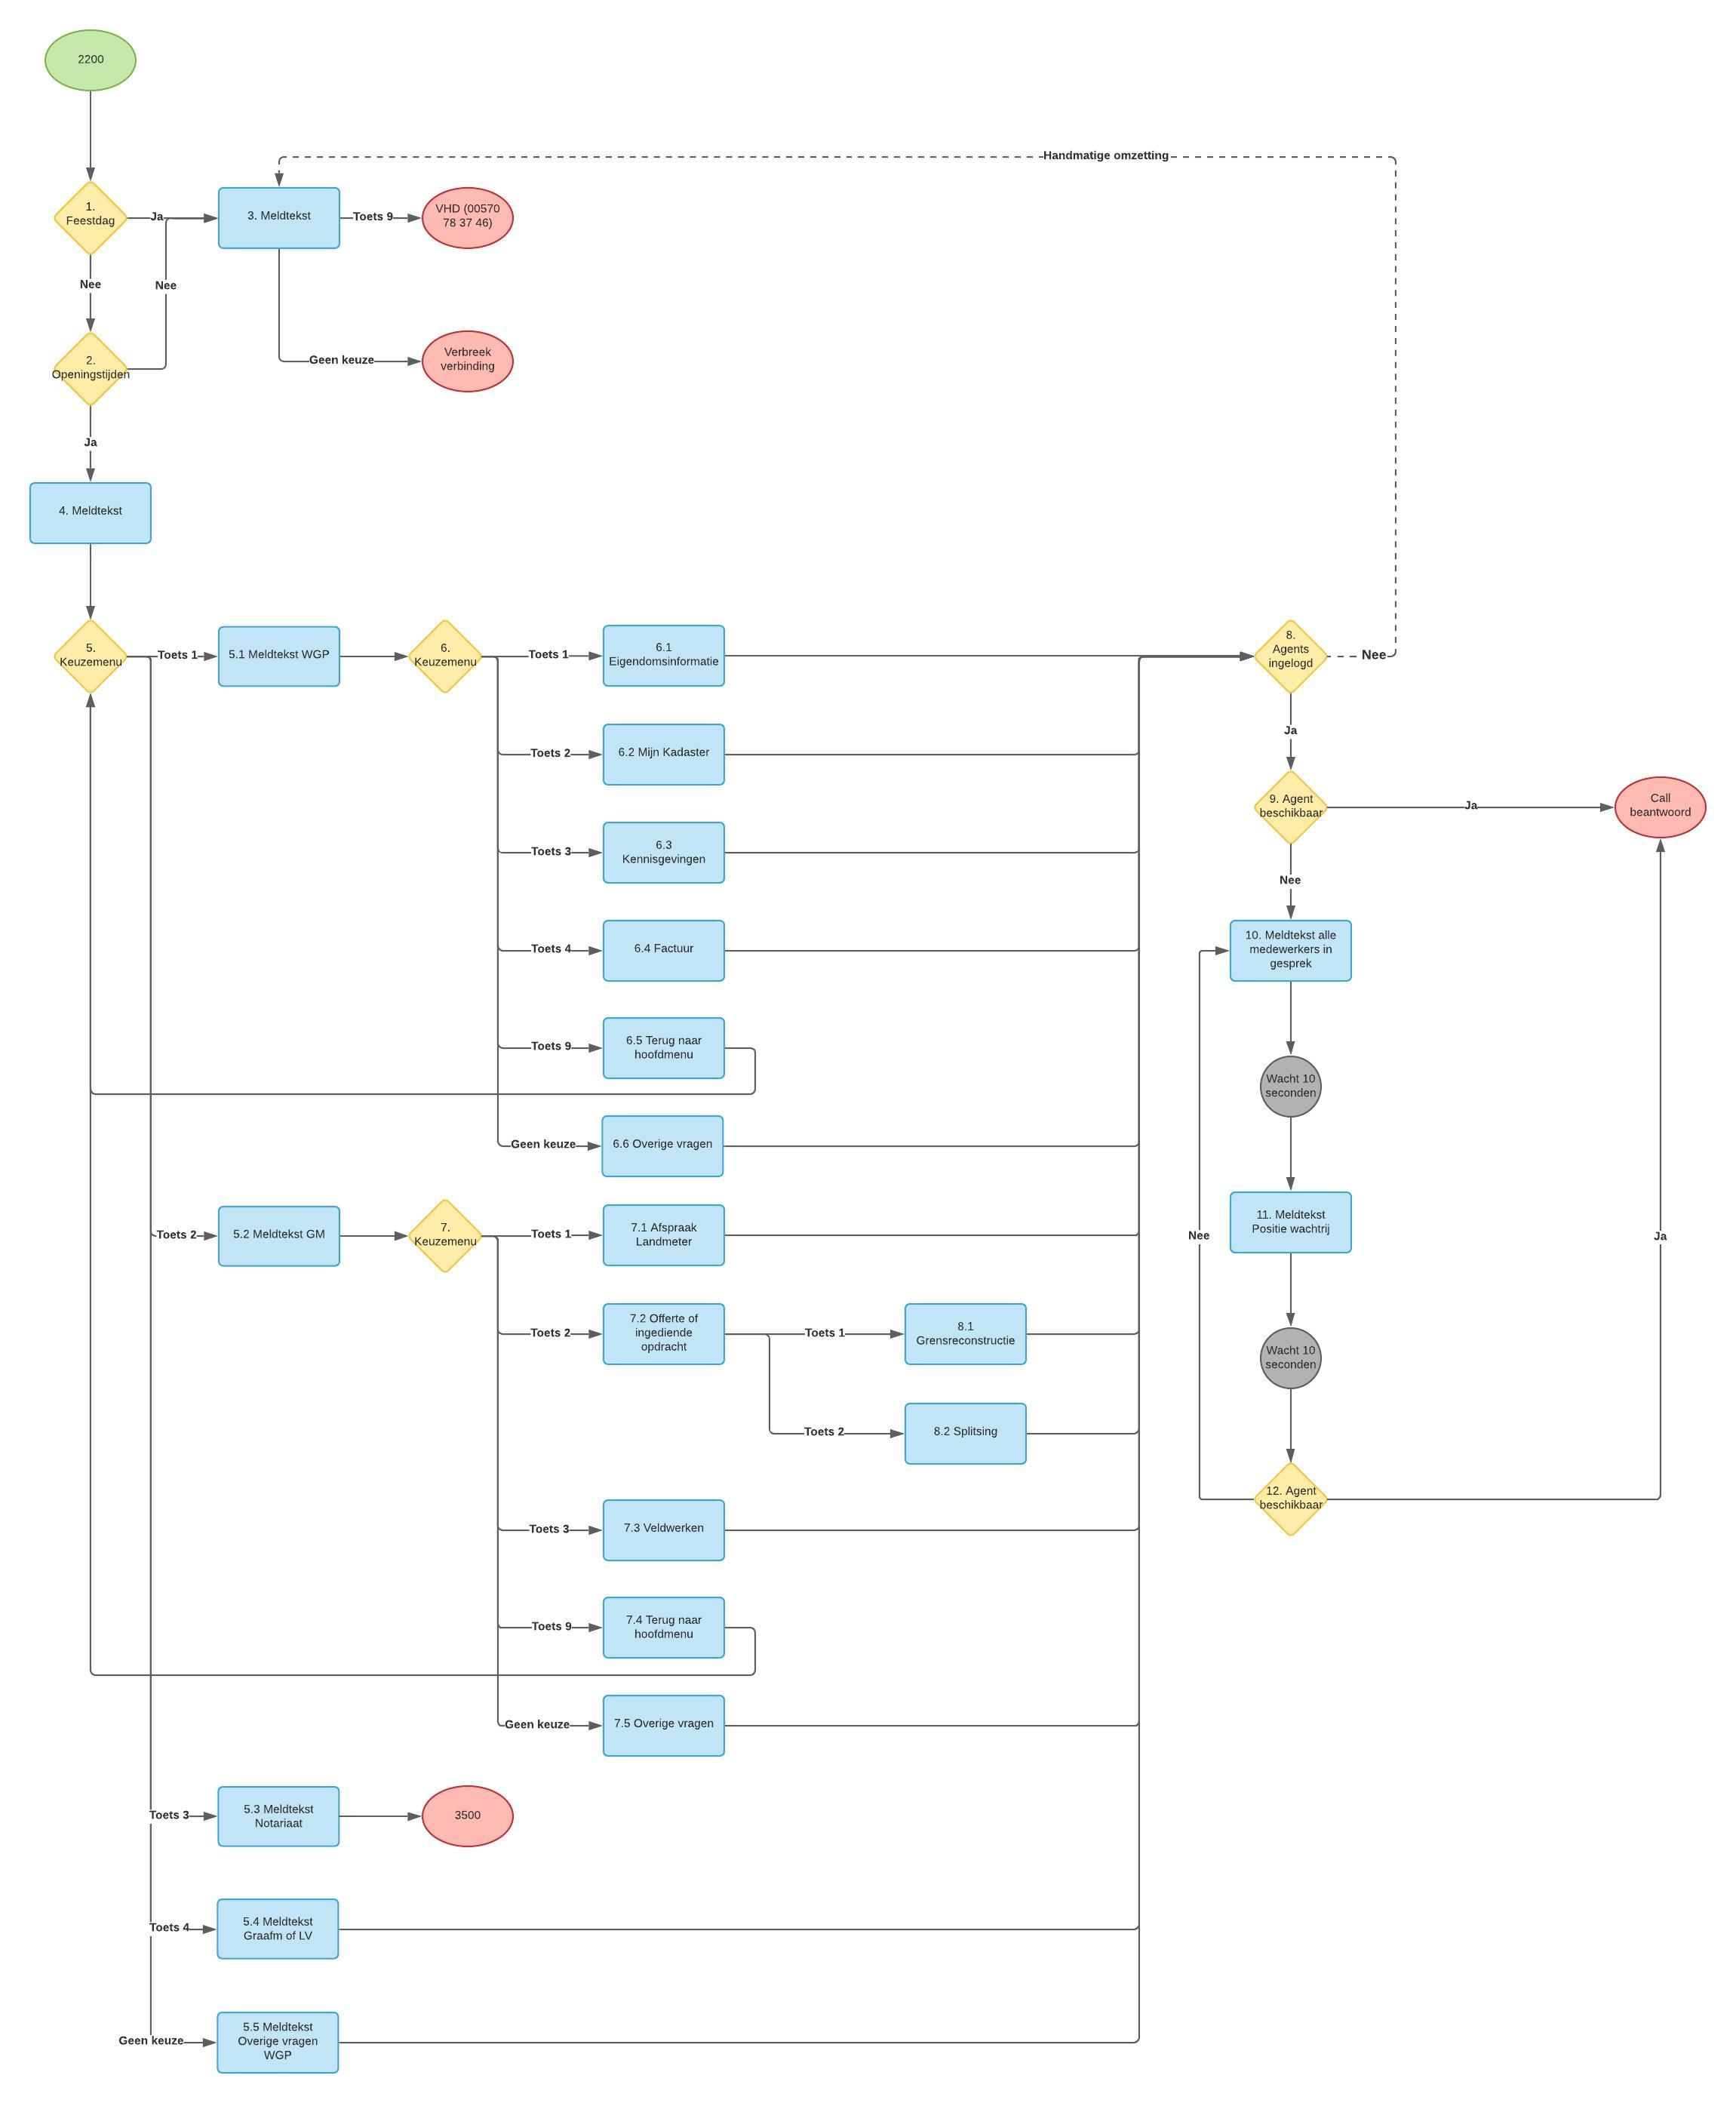 2200
Handmatige omzetting
1.
Feestdag
Ja
3. Meldtekst
Toets 9
VHD (00570
78 37 46)
Nee
Nee
2.
Openingstijden
Geen keuze
Verbreek
verbinding
Ja
4. Meldtekst
5.
Keuzemenu
Toets 1
5.1 Meldtekst WGP
6.
Keuzemenu
Toets 1
6.1
Eigendomsinformatie
8.
Agents
ingelogd
Nee
Ja
Toets 2
6.2 Mijn Kadaster
9. Agent
beschikbaar
Ja
Call
beantwoord
Toets 3
6.3
Kennisgevingen
Nee
Toets 4
6.4 Factuur
10. Meldtekst alle
medewerkers in
gesprek
Toets 9
6.5 Terug naar
hoofdmenu
Wacht 10
seconden
Geen keuze
6.6 Overige vragen
Toets 2
5.2 Meldtekst GM
7.
Keuzemenu
Toets 1
7.1 Afspraak
Landmeter
11. Meldtekst
Positie wachtrij
Nee
Ja
Toets 2
7.2 Offerte of
ingediende
opdracht
Toets 1
8.1
Grensreconstructie
Wacht 10
seconden
Toets 2
8.2 Splitsing
12. Agent
beschikbaar
Toets 3
7.3 Veldwerken
Toets 9
7.4 Terug naar
hoofdmenu
Geen keuze
7.5 Overige vragen
Toets 3
5.3 Meldtekst
Notariaat
3500
Toets 4
5.4 Meldtekst
Graafm of LV
Geen keuze
5.5 Meldtekst
Overige vragen
WGP